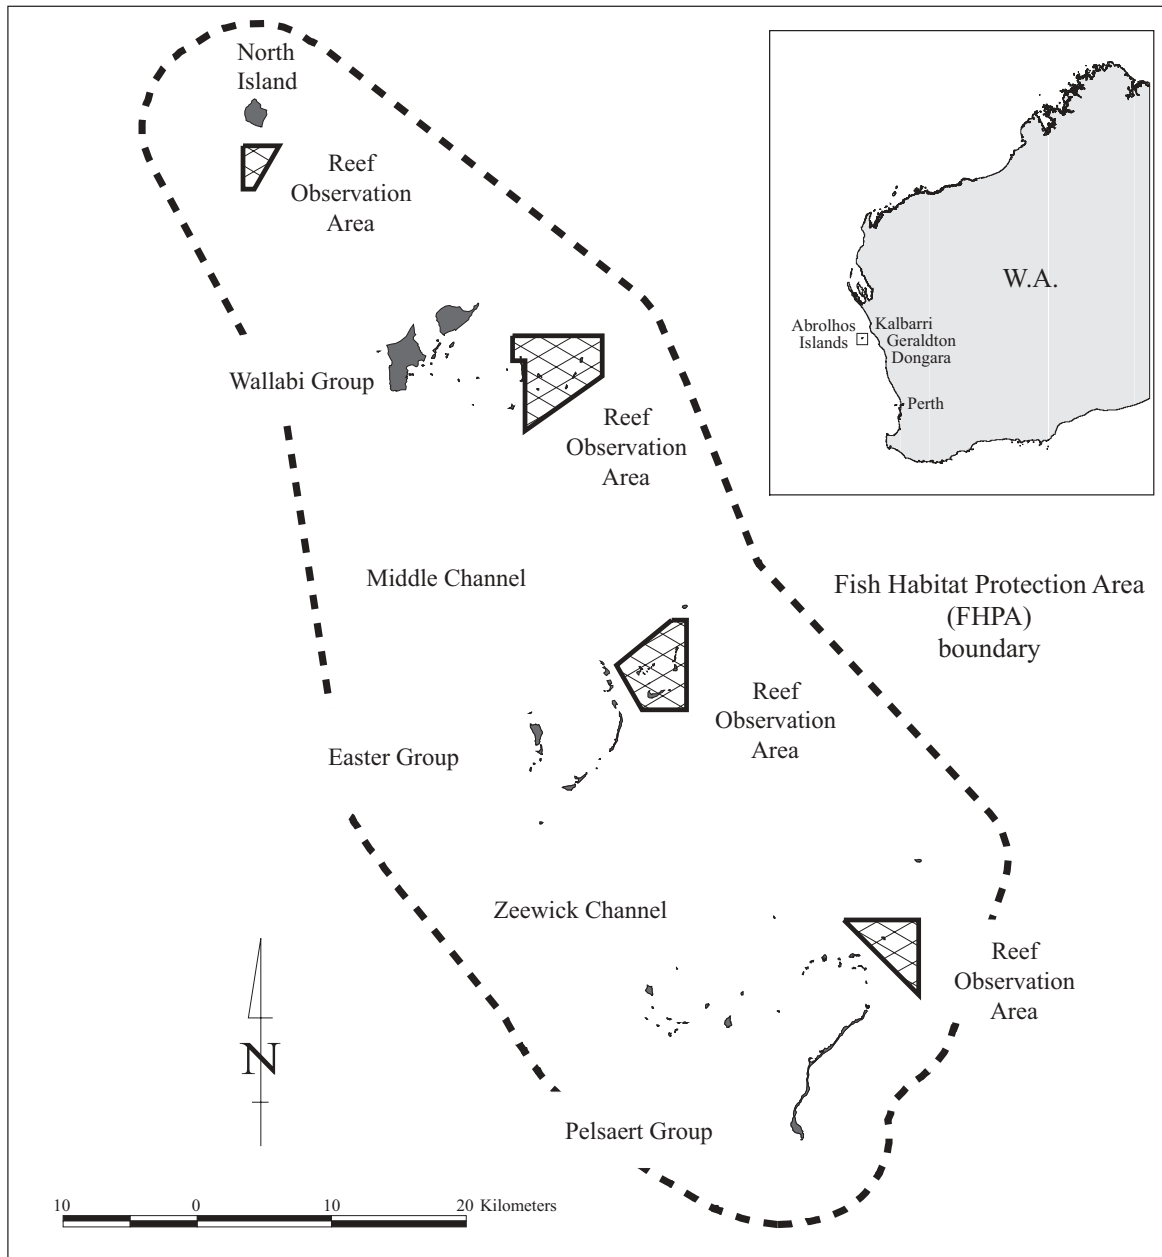 North
Island
Reef
Observation
Area
W.A.
Abrolhos
Islands
Kalbarri
Geraldton
Dongara
Perth
Wallabi Group
Reef
Observation
Area
Middle Channel
Fish Habitat Protection Area
(FHPA)
boundary
Reef
Observation
Area
Easter Group
Zeewick Channel
Reef
Observation
Area
N
Pelsaert Group
10 0 10 20 Kilometers